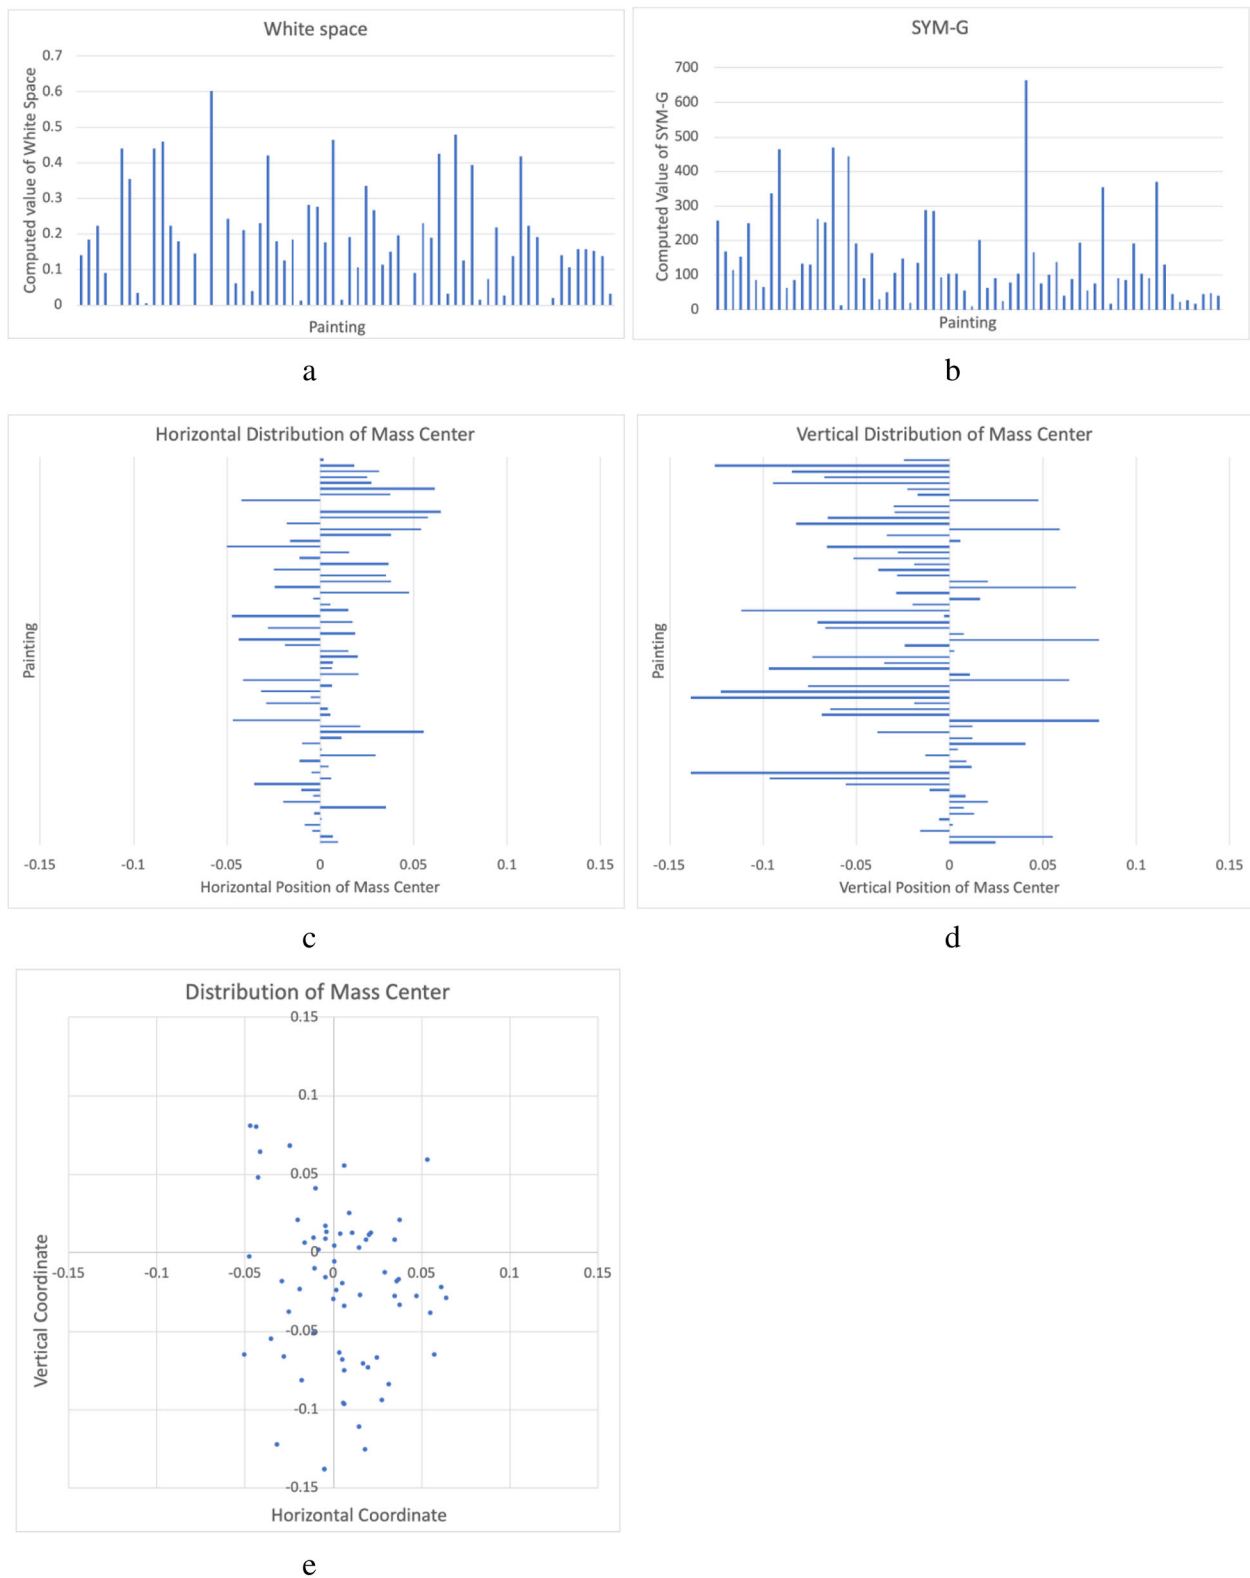 White space
0.7
0.6
0.5
0.4
0.3
0.2
0.1
0
Computed value of White Space
Painting
a
SYM-G
700
600
500
400
300
200
100
0
Computed Value of SYM-G
Painting
b
Horizontal Distribution of Mass Center
Painting
-0.15 -0.1 -0.05 0 0.05 0.1 0.15
Horizontal Position of Mass Center
c
Vertical Distribution of Mass Center
Painting
-0.15 -0.1 -0.05 0 0.05 0.1 0.15
Vertical Position of Mass Center
d
Distribution of Mass Center
0.15
0.1
0.05
0
-0.15 -0.1 -0.05 0 0.05 0.1 0.15
-0.05
-0.1
-0.15
Vertical Coordinate
Horizontal Coordinate
e